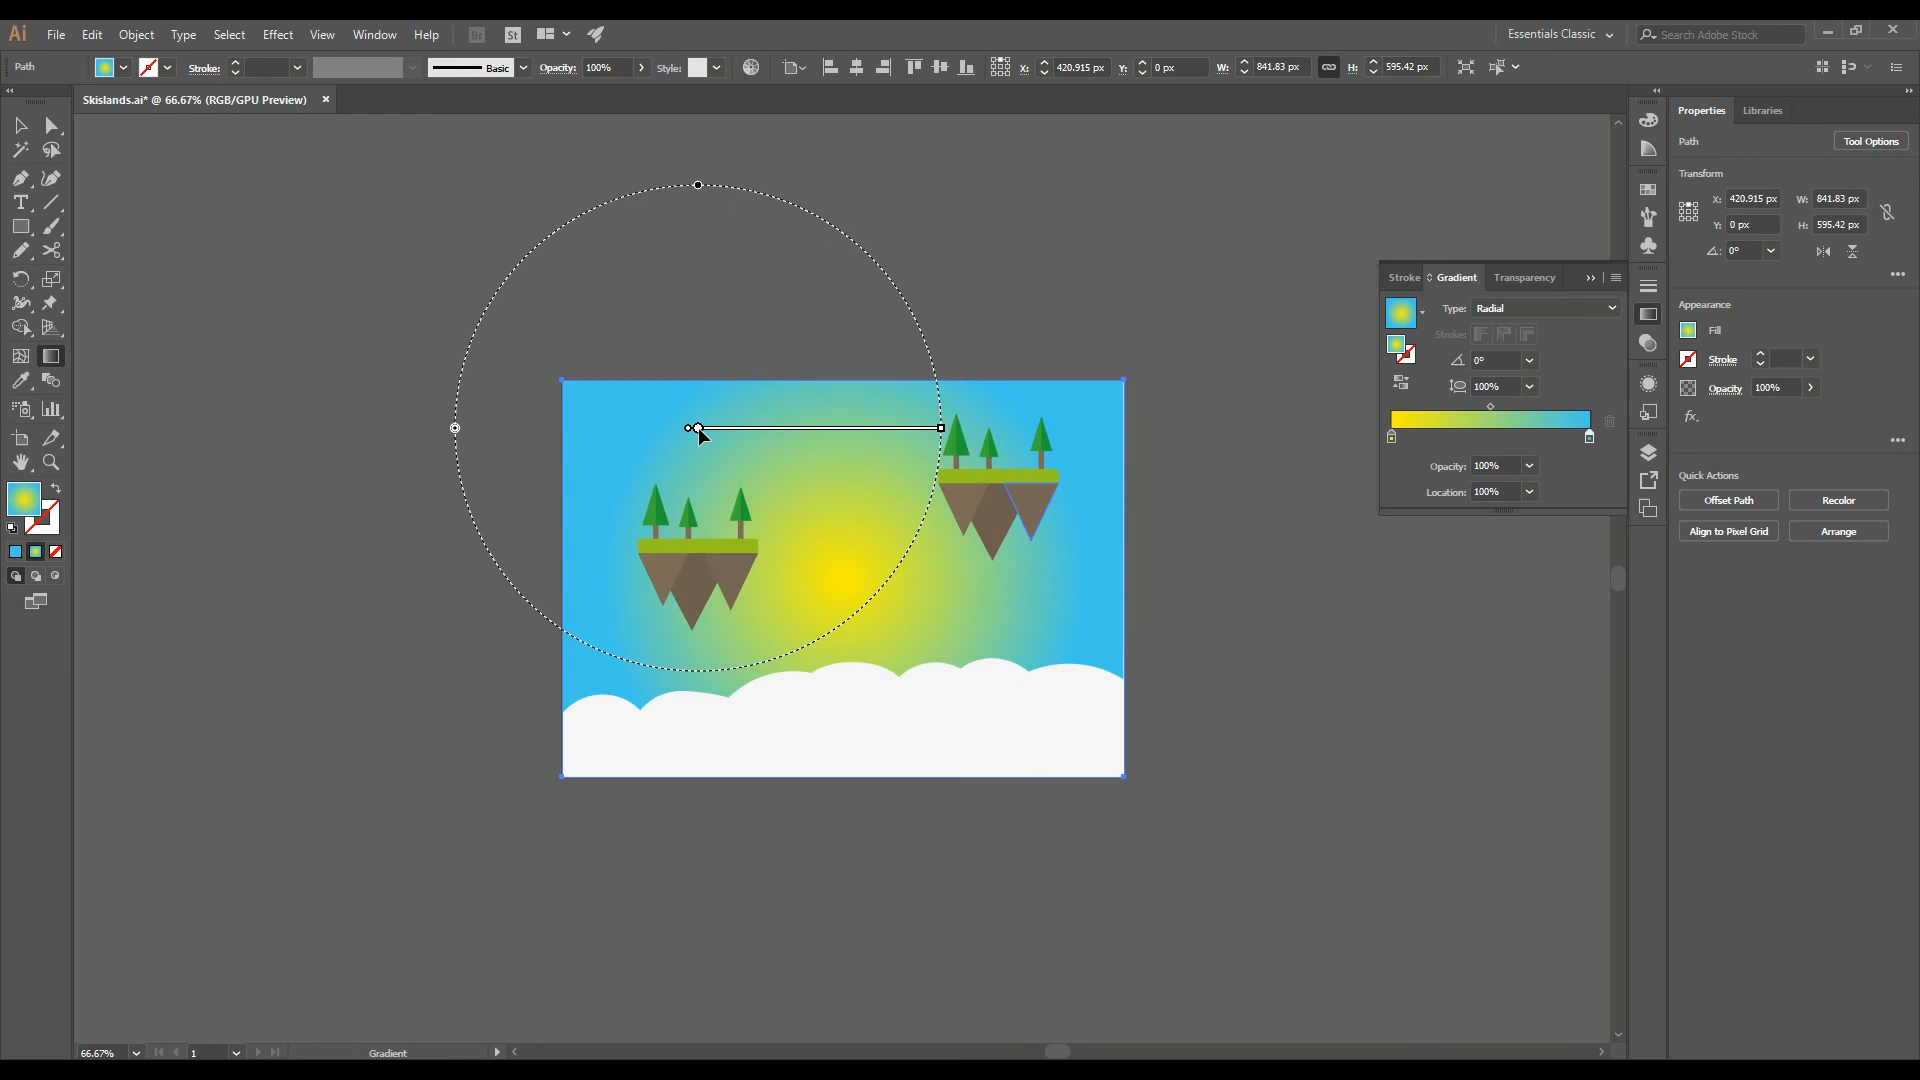 Ai File Edit Object Type Select Effect View Window Help Br St Essentials Classic Search Adobe Stock
Path Stroke: Basic Opacity: 100% Style: X: 420.915 px Y: 0 px W: 841.83 px H: 595.42 px
Skislands.ai* @ 66.67% (RGB/GPU Preview)
Properties Libraries
Path Tool Options
Transform
X: 420.915 px W: 841.83 px
Y: 0 px H: 595.42 px
0°
Stroke Gradient Transparency
Type: Radial
Stroke:
0°
100%
Opacity: 100%
Location: 100%
Appearance
Fill
Stroke
Opacity 100%
fx.
Quick Actions
Offset Path Recolor
Align to Pixel Grid Arrange
66.67% 1 Gradient